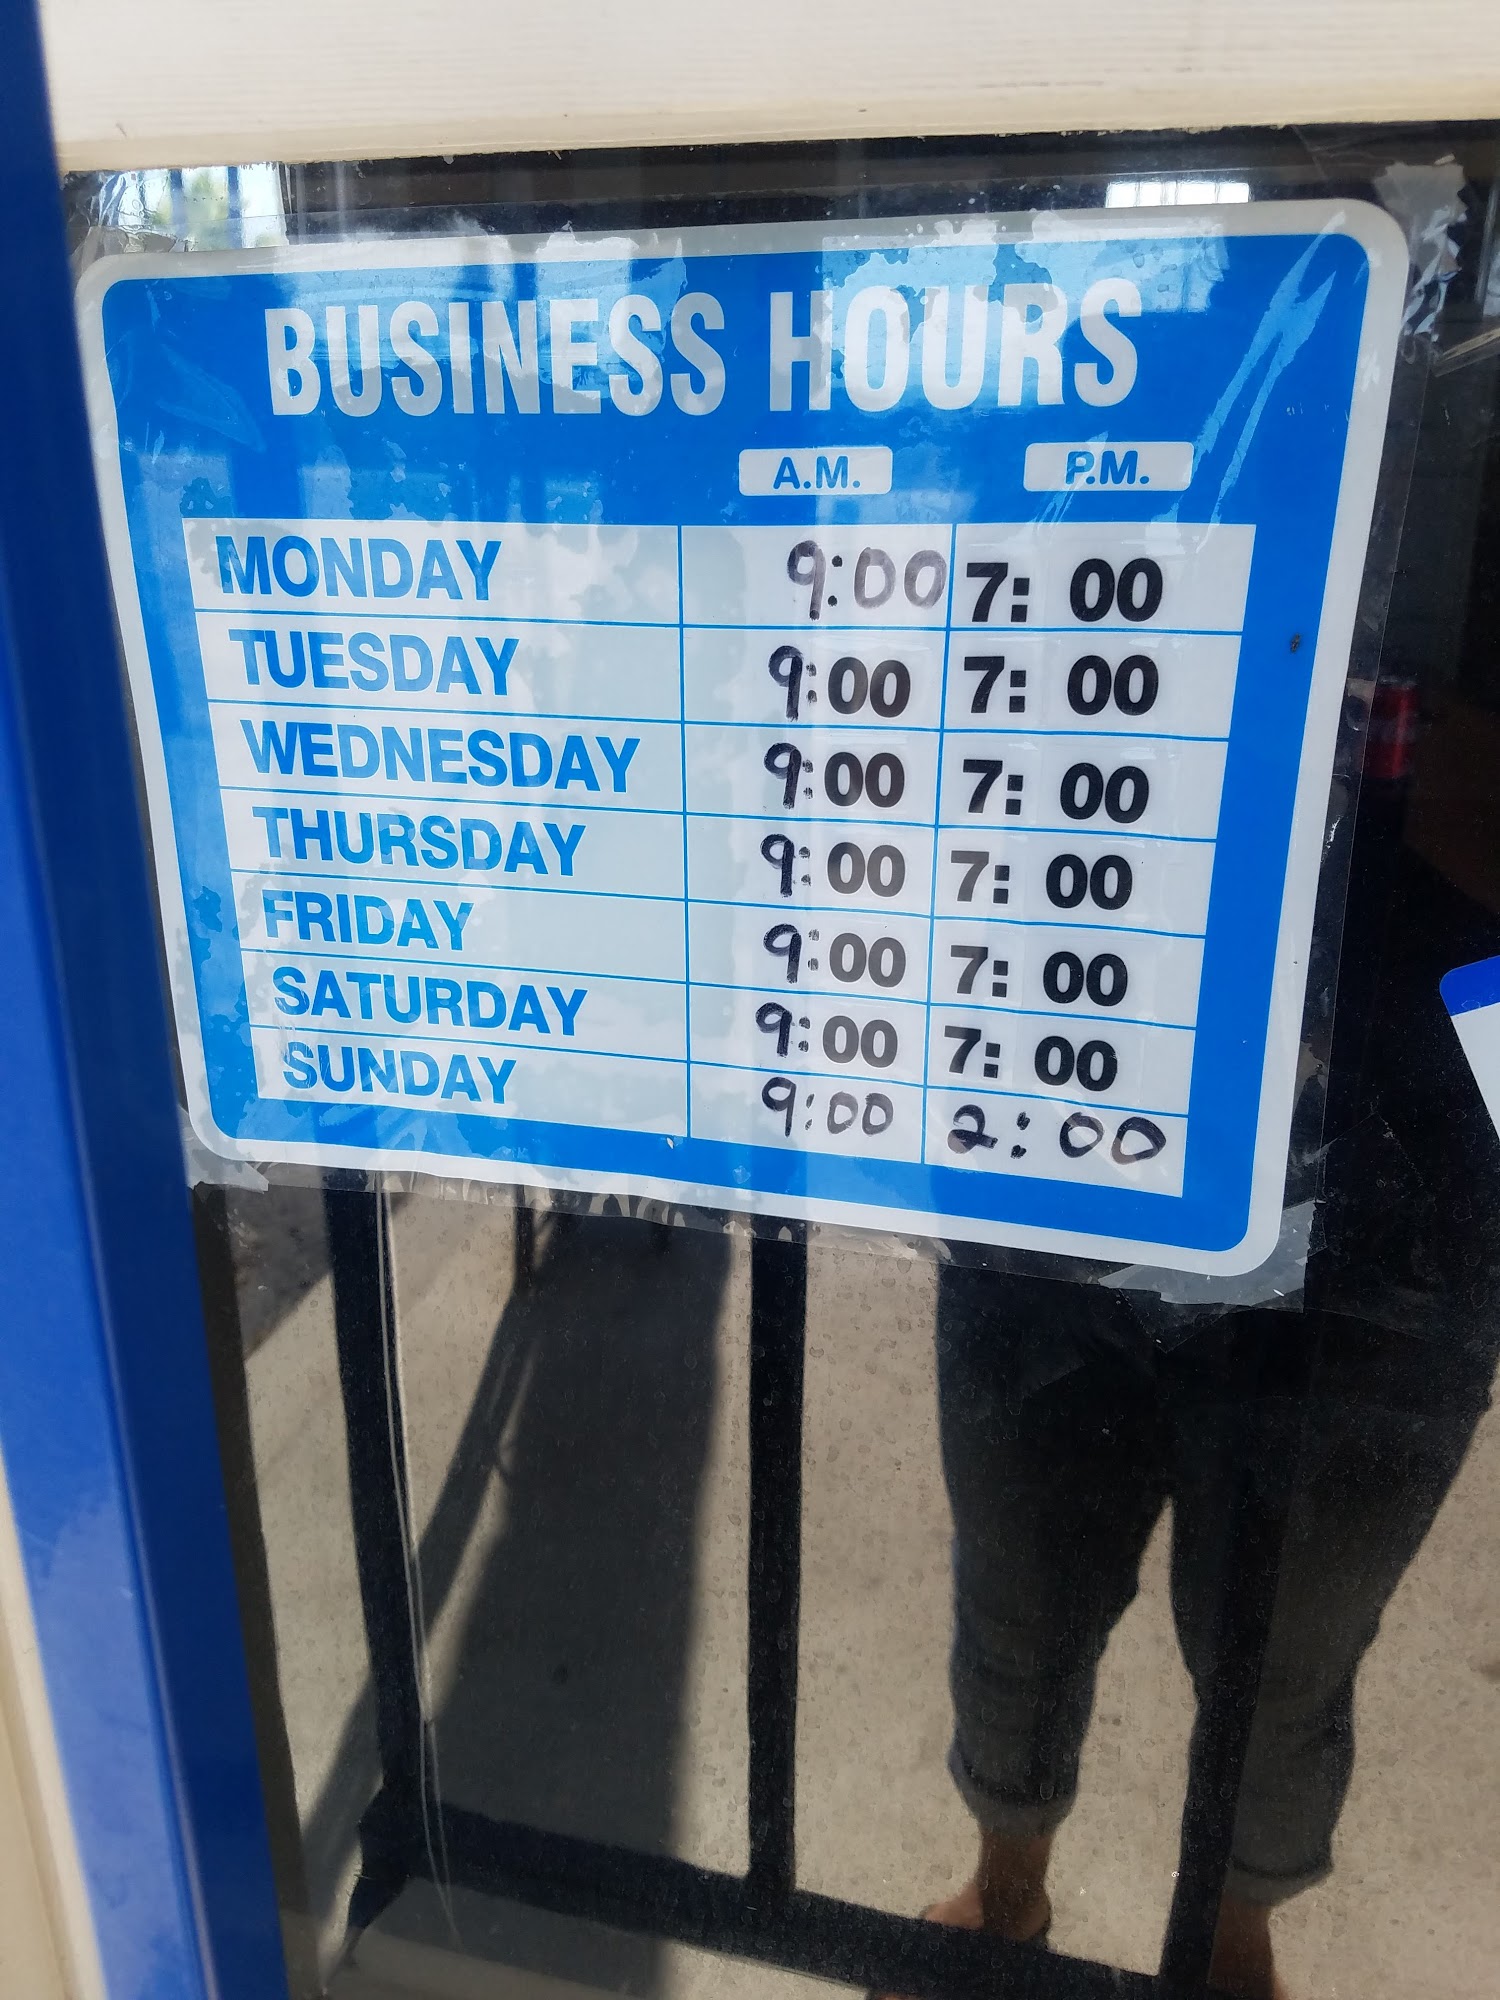 BUSINESS HOURS
A.M. P.M.
MONDAY 9:00 7: 00
TUESDAY 9:00 7: 00
WEDNESDAY 9:00 7: 00
THURSDAY 9:00 7: 00
FRIDAY 9:00 7: 00
SATURDAY 9:00 7: 00
SUNDAY 9:00 2:00